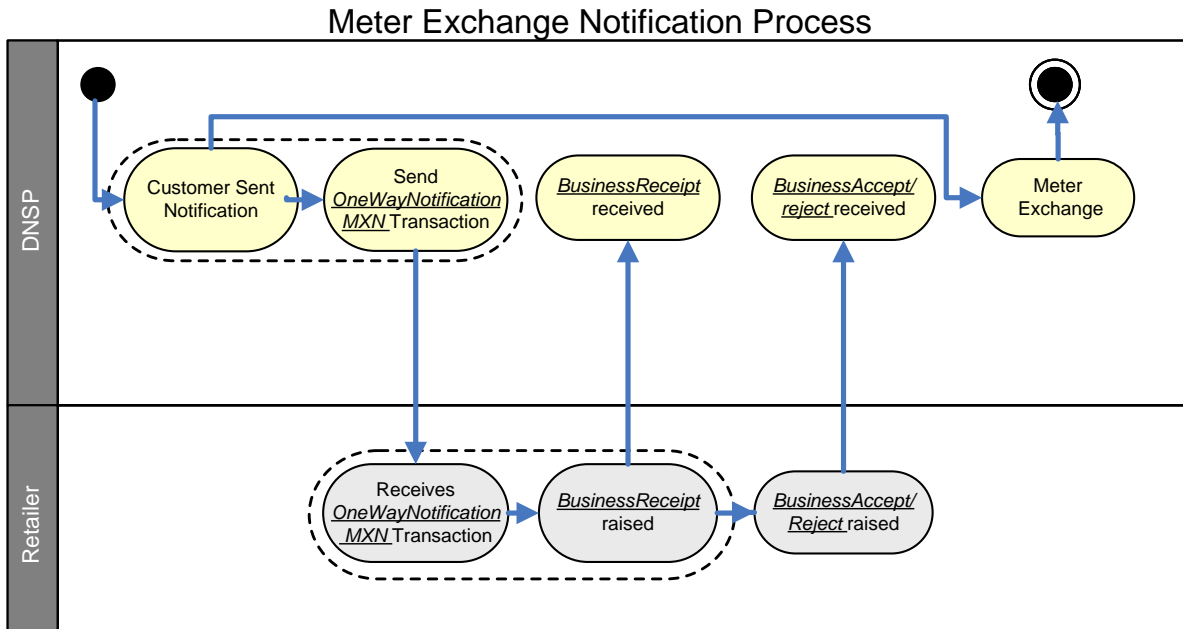 Meter Exchange Notification Process
DNSP
Customer Sent
Notification
Send
OneWayNotification
MXN Transaction
BusinessReceipt
received
BusinessAccept/
reject received
Meter
Exchange
Retailer
Receives
OneWayNotification
MXN Transaction
BusinessReceipt
raised
BusinessAccept/
Reject raised